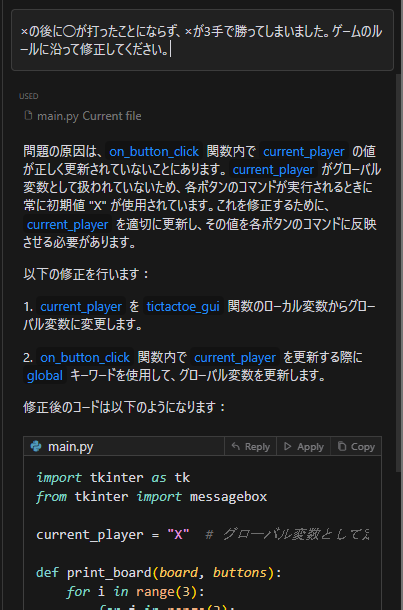 ×の後に◯が打ったことにならず、×が3手で勝ってしまいました。ゲームのル
ールに沿って修正してください。
USED
main.py Current file
問題の原因は、 on_button_click 関数内で current_player の値
が正しく更新されていないことにあります。 current_player がグローバル
変数として扱われていないため、各ボタンのコマンドが実行されるときに
常に初期値 "X" が使用されています。これを修正するために、
current_player を適切に更新し、その値を各ボタンのコマンドに反映
させる必要があります。
以下の修正を行います：
1. current_player を tictactoe_gui 関数のローカル変数からグロー
バル変数に変更します。
2. on_button_click 関数内で current_player を更新する際に
global キーワードを使用して、グローバル変数を更新します。
修正後のコードは以下のようになります：
main.py Reply Apply Copy
import tkinter as tk
from tkinter import messagebox
current_player = "X" # グローバル変数として
def print_board(board, buttons):
for i in range(3):